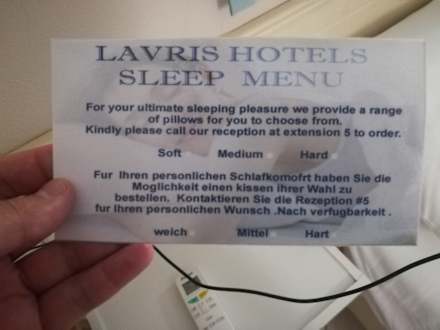 LAVRIS HOTELS
SLEEP MENU
For your ultimate sleeping pleasure we provide a range
of pillows for you to choose from.
Kindly please call our reception at extension 5 to order.
Soft Medium Hard
Fur Ihren personlichen Schlafkomofrt haben Sie die
Moglichkeit einen kissen ihrer Wahl zu
bestellen. Kontaktieren Sie die Rezeption #5
fur Ihren personlichen Wunsch .Nach verfugbarkeit .
weich Mittel Hart